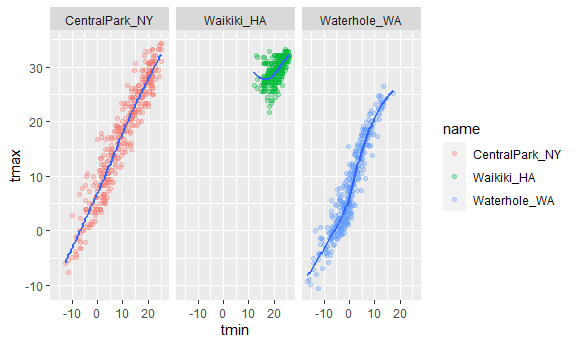 CentralPark_NY Waikiki_HA Waterhole_WA
30
20
10
0
-10
tmax
-10 0 10 20 -10 0 10 20 -10 0 10 20
tmin
name
CentralPark_NY
Waikiki_HA
Waterhole_WA